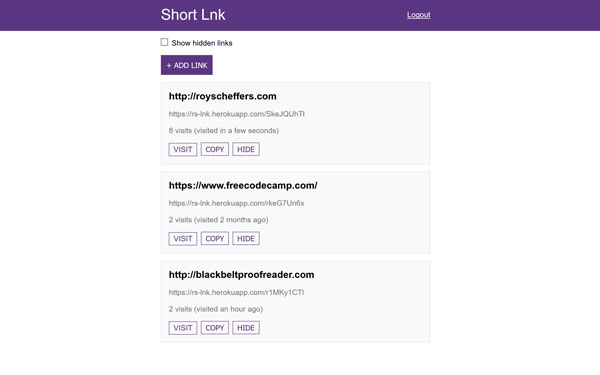 Short Lnk
Logout
Show hidden links
+ ADD LINK
http://royscheffers.com
https://rs-lnk.herokuapp.com/SkeJQUhTl
8 visits (visited in a few seconds)
VISIT COPY HIDE
https://www.freecodecamp.com/
https://rs-lnk.herokuapp.com/rkeG7Un6x
2 visits (visited 2 months ago)
VISIT COPY HIDE
http://blackbeltproofreader.com
https://rs-lnk.herokuapp.com/r1MKy1CTl
2 visits (visited an hour ago)
VISIT COPY HIDE